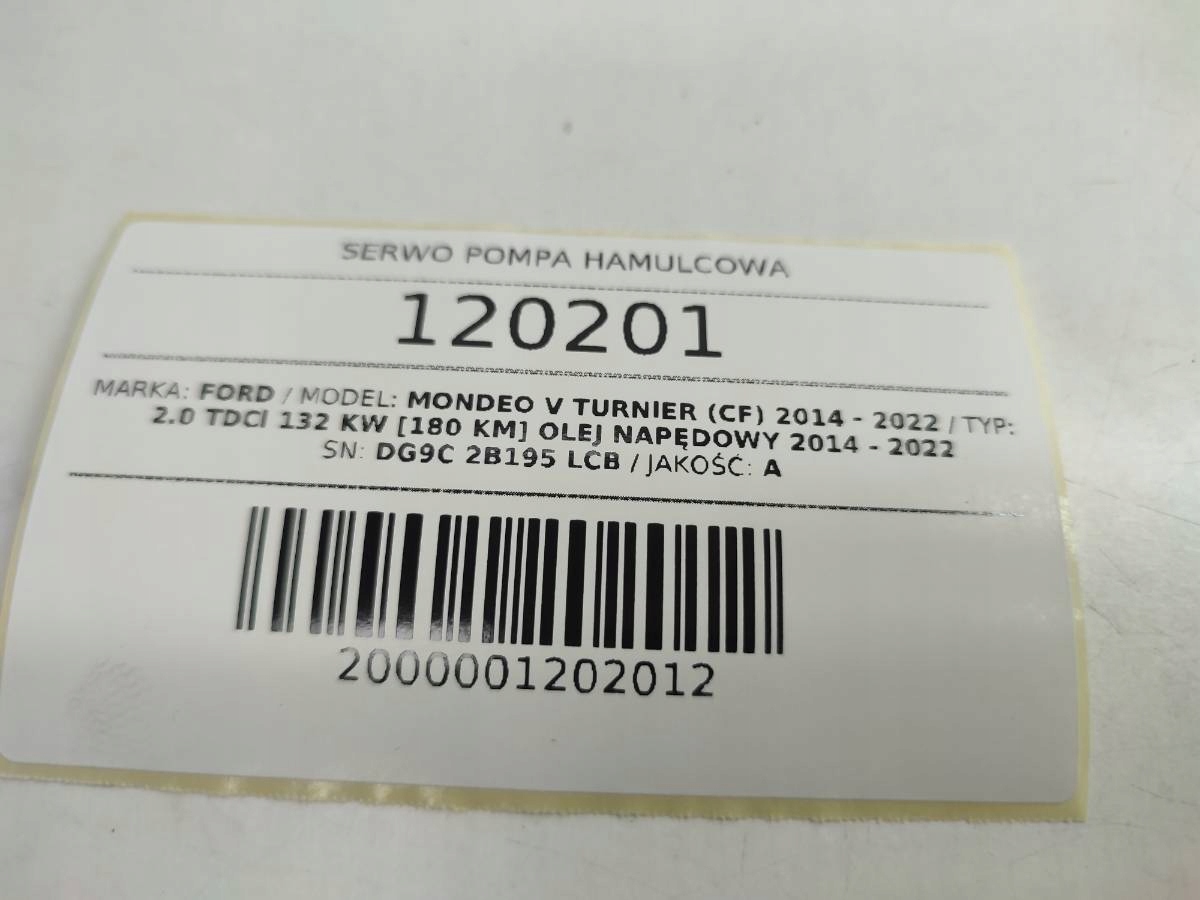 SERWO POMPA HAMULCOWA
120201
MARKA: FORD / MODEL: MONDEO V TURNIER (CF) 2014 - 2022 / TYP:
2.0 TDCI 132 KW [180 KM] OLEJ NAPĘDOWY 2014 - 2022
SN: DG9C 2B195 LCB / JAKOŚĆ: A
2000001202012